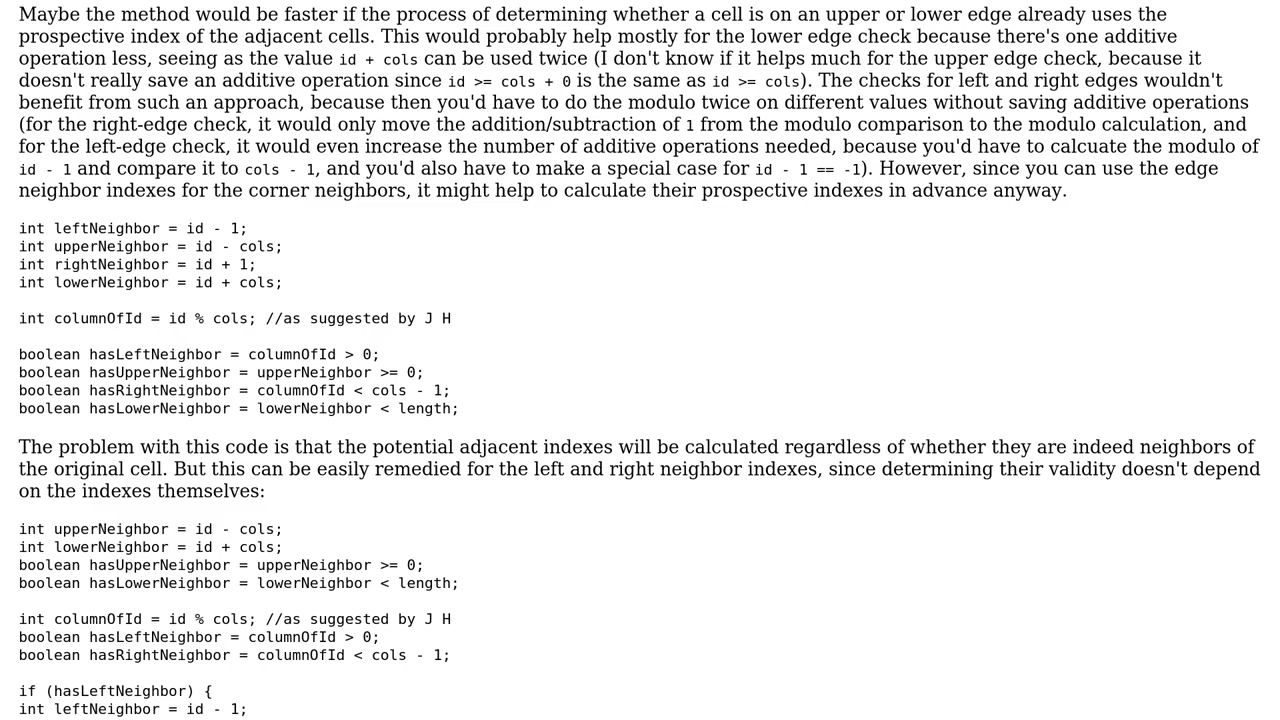 Maybe the method would be faster if the process of determining whether a cell is on an upper or lower edge already uses the
prospective index of the adjacent cells. This would probably help mostly for the lower edge check because there's one additive
operation less, seeing as the value id + cols can be used twice (I don't know if it helps much for the upper edge check, because it
doesn't really save an additive operation since id >= cols + 0 is the same as id >= cols). The checks for left and right edges wouldn't
benefit from such an approach, because then you'd have to do the modulo twice on different values without saving additive operations
(for the right-edge check, it would only move the addition/subtraction of 1 from the modulo comparison to the modulo calculation, and
for the left-edge check, it would even increase the number of additive operations needed, because you'd have to calcuate the modulo of
id - 1 and compare it to cols - 1, and you'd also have to make a special case for id - 1 == -1). However, since you can use the edge
neighbor indexes for the corner neighbors, it might help to calculate their prospective indexes in advance anyway.
int leftNeighbor = id - 1;
int upperNeighbor = id - cols;
int rightNeighbor = id + 1;
int lowerNeighbor = id + cols;
int columnOfId = id % cols; //as suggested by J H
boolean hasLeftNeighbor = columnOfId > 0;
boolean hasUpperNeighbor = upperNeighbor >= 0;
boolean hasRightNeighbor = columnOfId < cols - 1;
boolean hasLowerNeighbor = lowerNeighbor < length;
The problem with this code is that the potential adjacent indexes will be calculated regardless of whether they are indeed neighbors of
the original cell. But this can be easily remedied for the left and right neighbor indexes, since determining their validity doesn't depend
on the indexes themselves:
int upperNeighbor = id - cols;
int lowerNeighbor = id + cols;
boolean hasUpperNeighbor = upperNeighbor >= 0;
boolean hasLowerNeighbor = lowerNeighbor < length;
int columnOfId = id % cols; //as suggested by J H
boolean hasLeftNeighbor = columnOfId > 0;
boolean hasRightNeighbor = columnOfId < cols - 1;
if (hasLeftNeighbor) {
int leftNeighbor = id - 1;